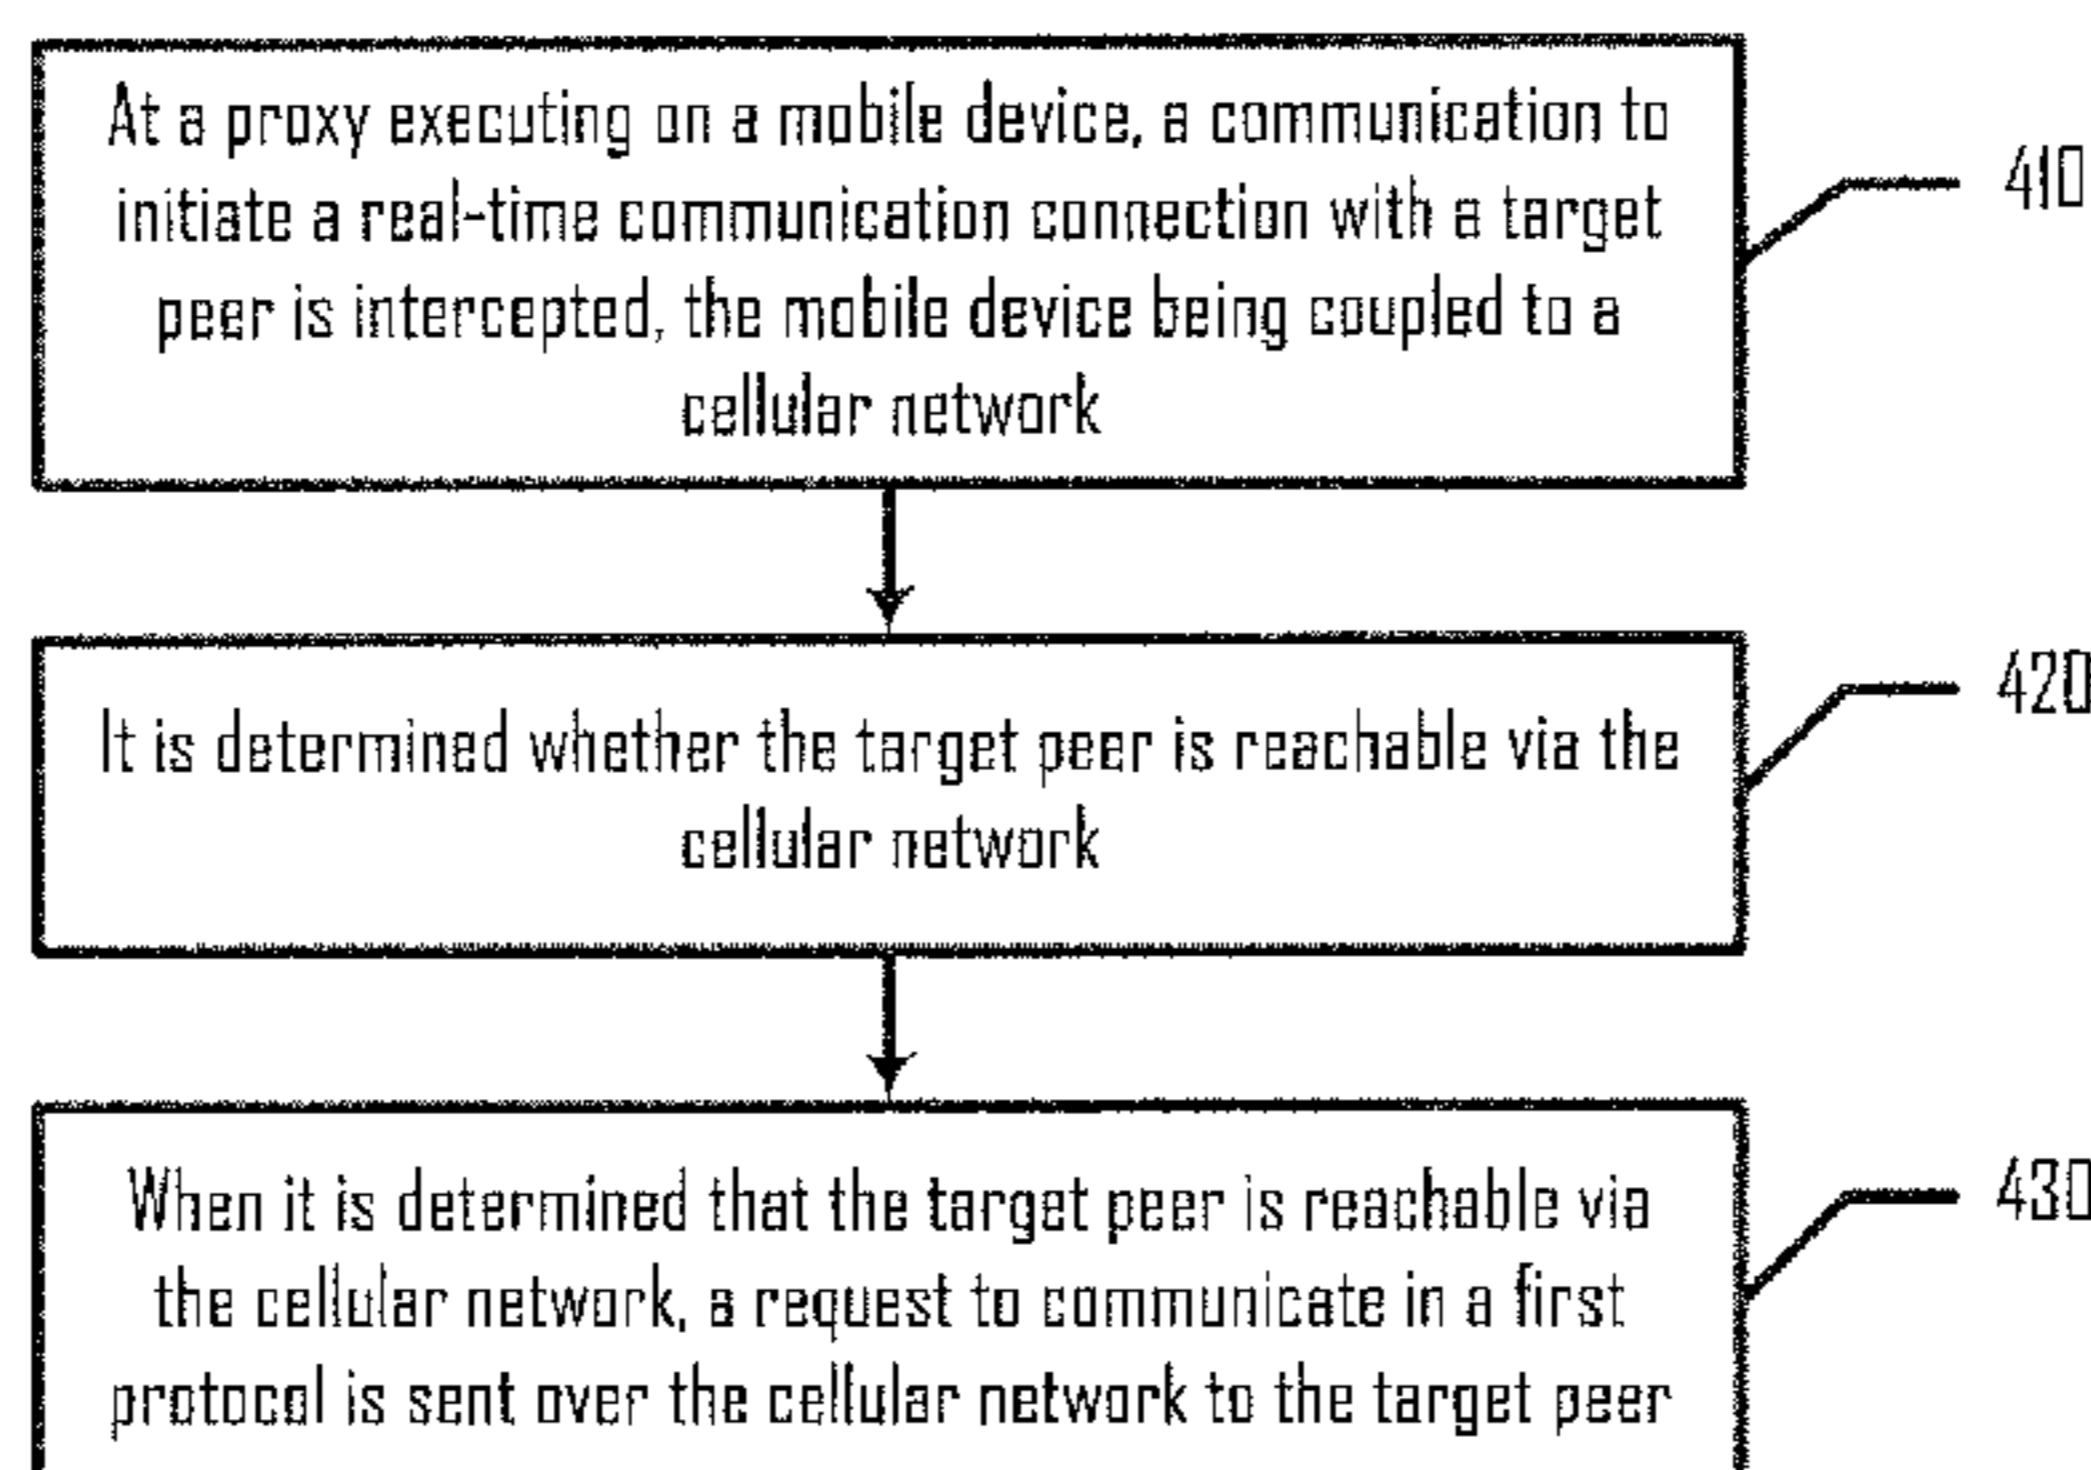 At a proxy executing on a mobile device, a communication to
initiate a real-time communication connection with a target
peer is intercepted, the mobile device being coupled to a
cellular network
410
It is determined whether the target peer is reachable via the
cellular network
420
When it is determined that the target peer is reachable via
the cellular network, a request to communicate in a first
protocol is sent over the cellular network to the target peer
430